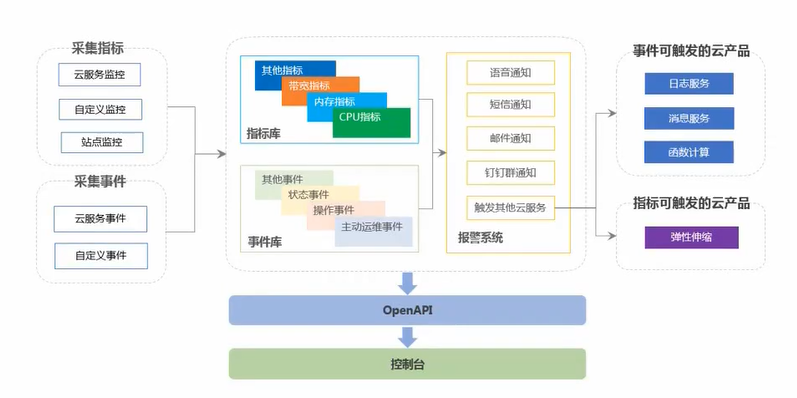 采集指标
云服务监控
自定义监控
站点监控
采集事件
云服务事件
自定义事件
其他指标
带宽指标
内存指标
CPU指标
指标库
其他事件
状态事件
操作事件
主动运维事件
事件库
语音通知
短信通知
邮件通知
钉钉群通知
触发其他云服务
报警系统
事件可触发的云产品
日志服务
消息服务
函数计算
指标可触发的云产品
弹性伸缩
OpenAPI
控制台